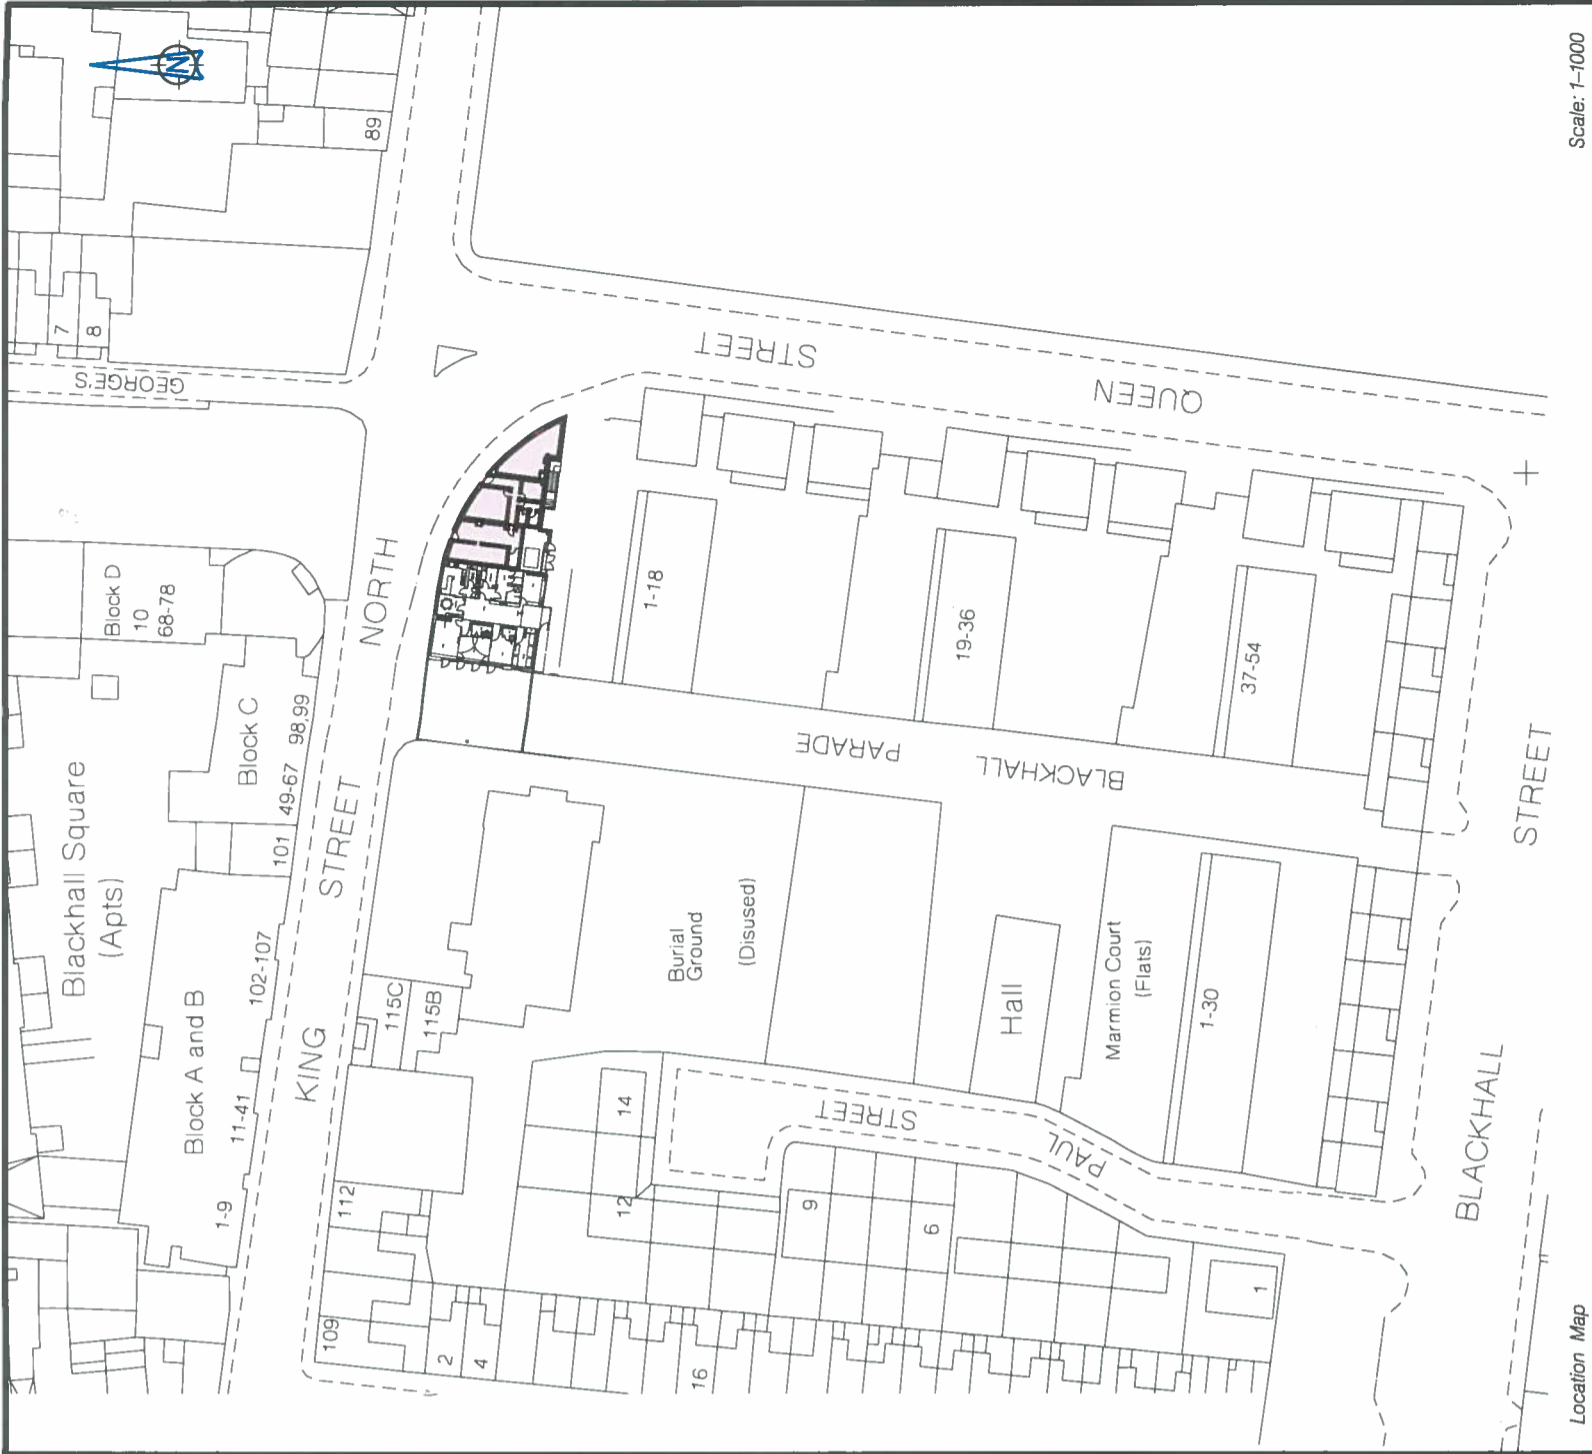 N
89
7
8
GEORGE'S
STREET
QUEEN
NORTH
STREET
KING
Block D
10
68-78
Block C
98,99
49-67
101
Blackhall Square
(Apts)
102-107
Block A and B
11-41
1-9
1-18
19-36
37-54
PARADE
BLACKHALL
115C
115B
Burial
Ground
(Disused)
Hall
Marmion Court
(Flats)
1-30
STREET
PAUL
14
12
9
6
1
112
109
2
4
16
STREET
BLACKHALL
Location Map
Scale: 1-1000